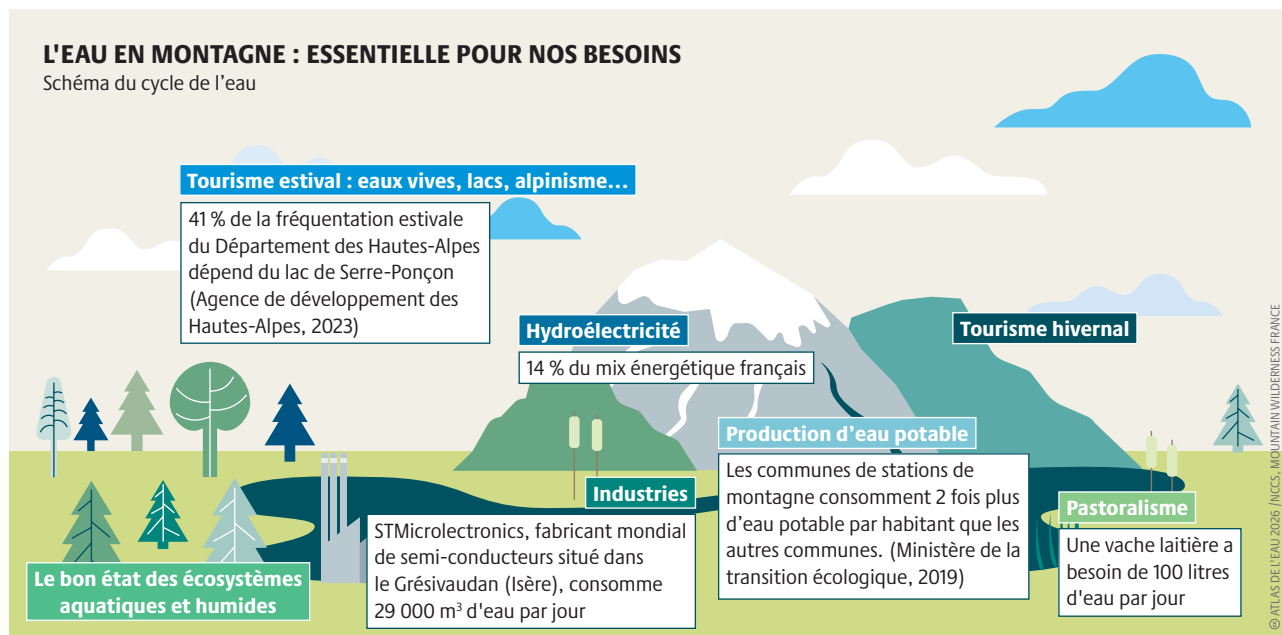 L'EAU EN MONTAGNE : ESSENTIELLE POUR NOS BESOINS
Schéma du cycle de l'eau
Tourisme estival : eaux vives, lacs, alpinisme…
41 % de la fréquentation estivale
du Département des Hautes-Alpes
dépend du lac de Serre-Ponçon
(Agence de développement des
Hautes-Alpes, 2023)
Hydroélectricité
14 % du mix énergétique français
Tourisme hivernal
Production d'eau potable
Les communes de stations de
montagne consomment 2 fois plus
d'eau potable par habitant que les
autres communes. (Ministère de la
transition écologique, 2019)
Industries
STMicrolectronics, fabricant mondial
de semi-conducteurs situé dans
le Grésivaudan (Isère), consomme
29 000 m³ d'eau par jour
Pastoralisme
Une vache laitière a
besoin de 100 litres
d'eau par jour
Le bon état des écosystèmes
aquatiques et humides
© ATLAS DE L'EAU 2026 /NCCS, MOUNTAIN WILDERNESS FRANCE